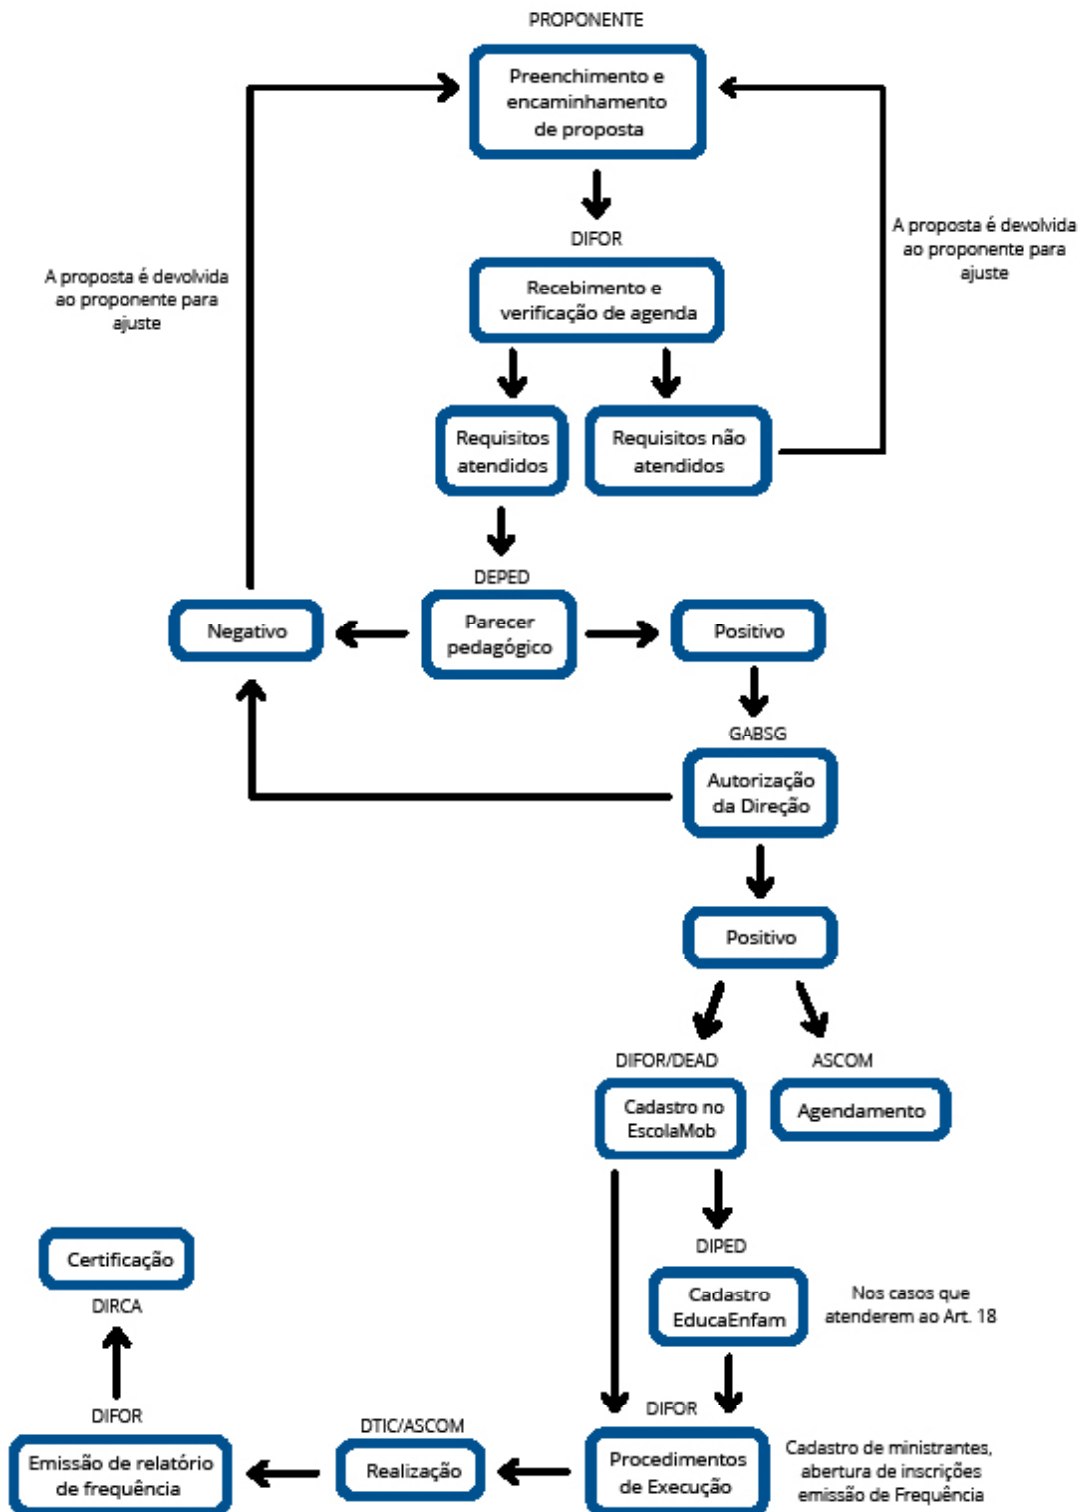 PROPONENTE
Preenchimento e
encaminhamento
de proposta
A proposta é devolvida
ao proponente para
ajuste
DIFOR
A proposta é devolvida
ao proponente para
ajuste
Recebimento e
verificação de agenda
Requisitos
atendidos
Requisitos não
atendidos
DEPED
Negativo
Parecer
pedagógico
Positivo
GABSG
Autorização
da Direção
Positivo
DIFOR/DEAD
ASCOM
Cadastro no
EscolaMob
Agendamento
DIPED
Cadastro
EducaEnfam
Nos casos que
atenderem ao Art. 18
Certificação
DIRCA
DIFOR
Procedimentos
de Execução
Cadastro de ministrantes,
abertura de inscrições
emissão de Frequência
DTIC/ASCOM
Realização
DIFOR
Emissão de relatório
de frequência